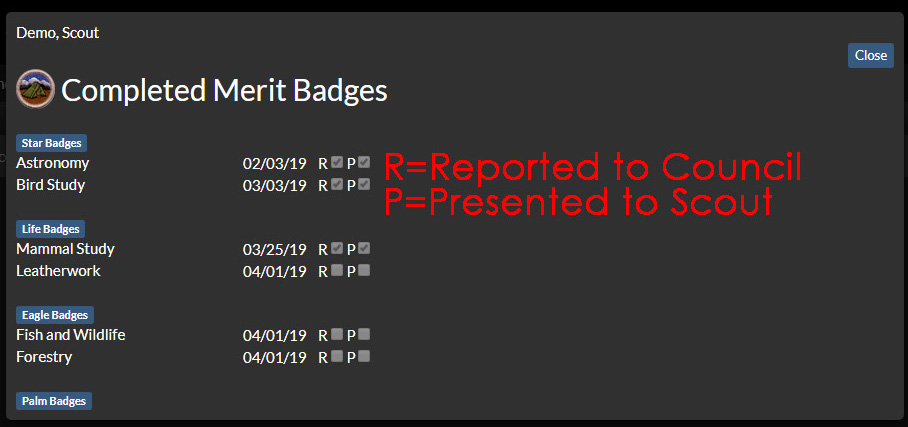 Demo, Scout
Close
Completed Merit Badges
Star Badges
Astronomy 02/03/19 R P
Bird Study 03/03/19 R P
R=Reported to Council
P=Presented to Scout
Life Badges
Mammal Study 03/25/19 R P
Leatherwork 04/01/19 R P
Eagle Badges
Fish and Wildlife 04/01/19 R P
Forestry 04/01/19 R P
Palm Badges